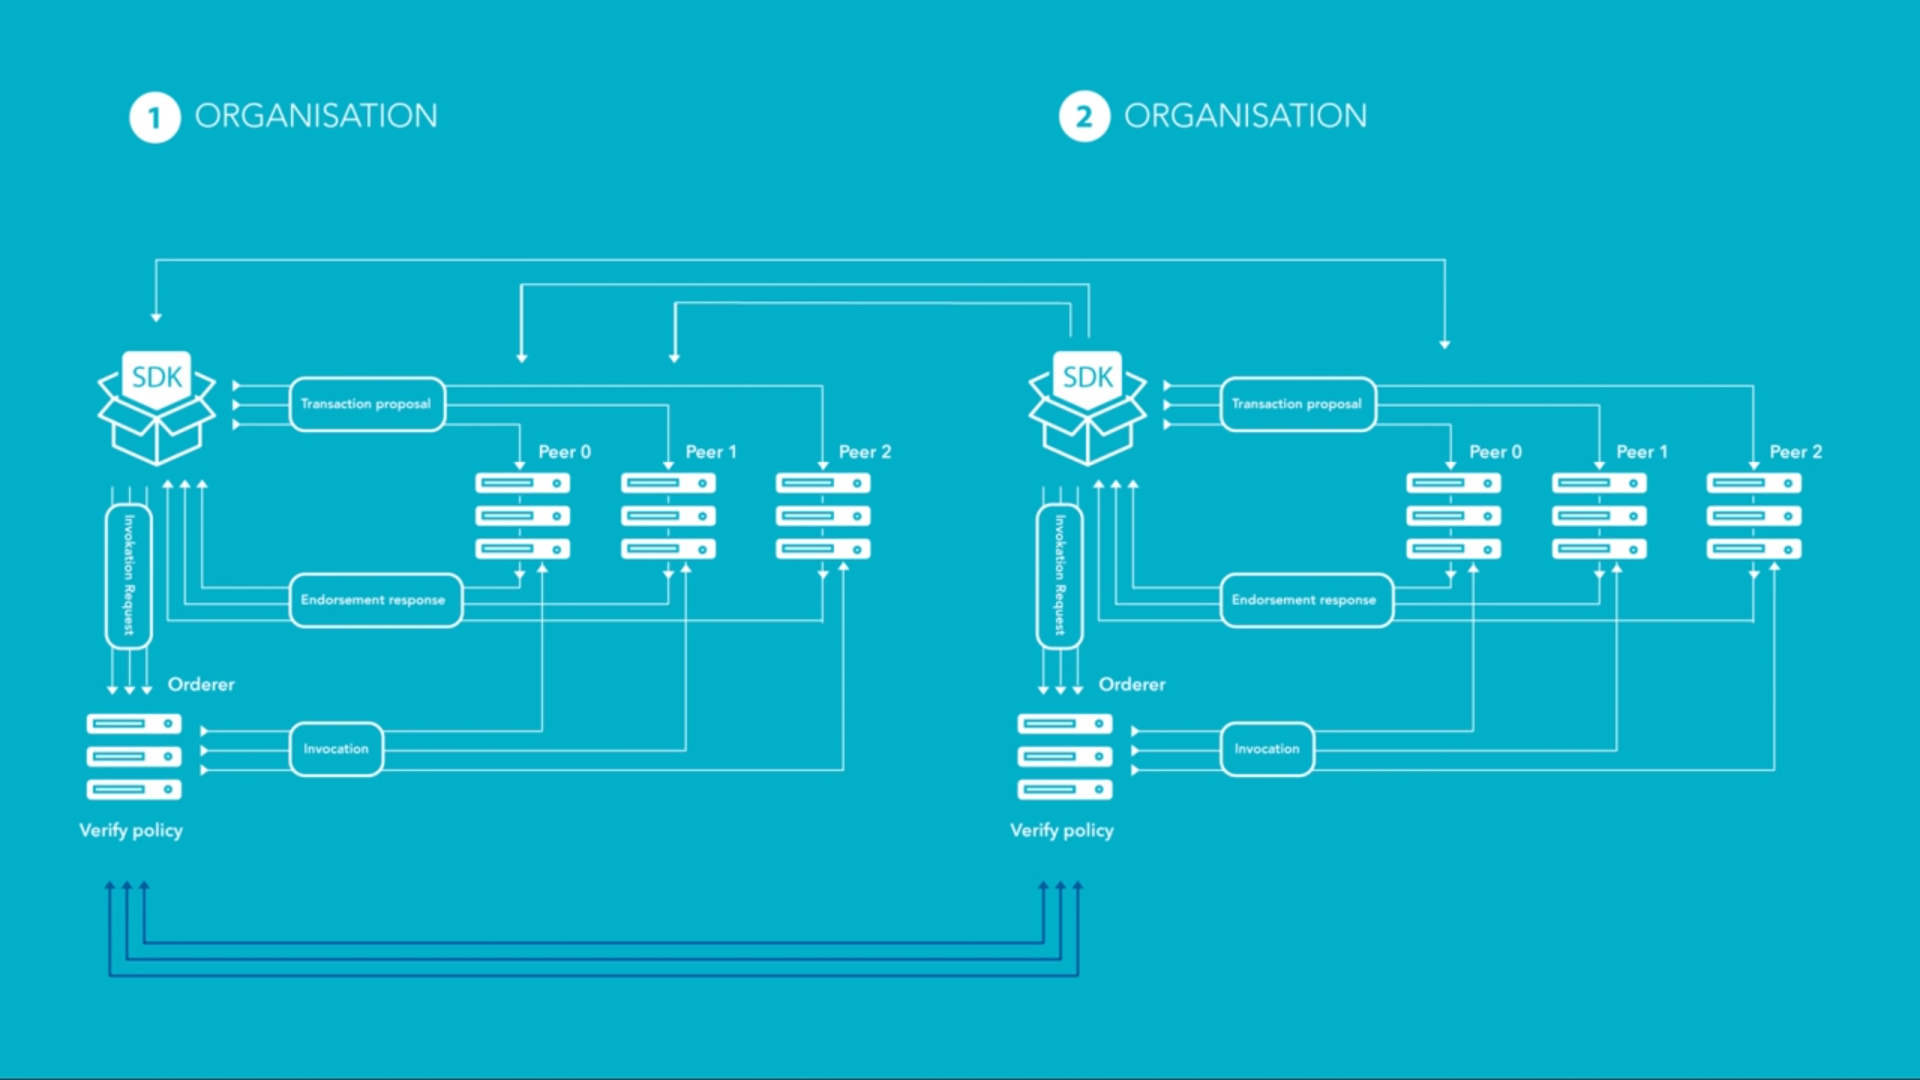 1 ORGANISATION
SDK
Transaction proposal
Peer 0
Peer 1
Peer 2
Invokation Request
Endorsement response
Orderer
Invocation
Verify policy
2 ORGANISATION
SDK
Transaction proposal
Peer 0
Peer 1
Peer 2
Invokation Request
Endorsement response
Orderer
Invocation
Verify policy